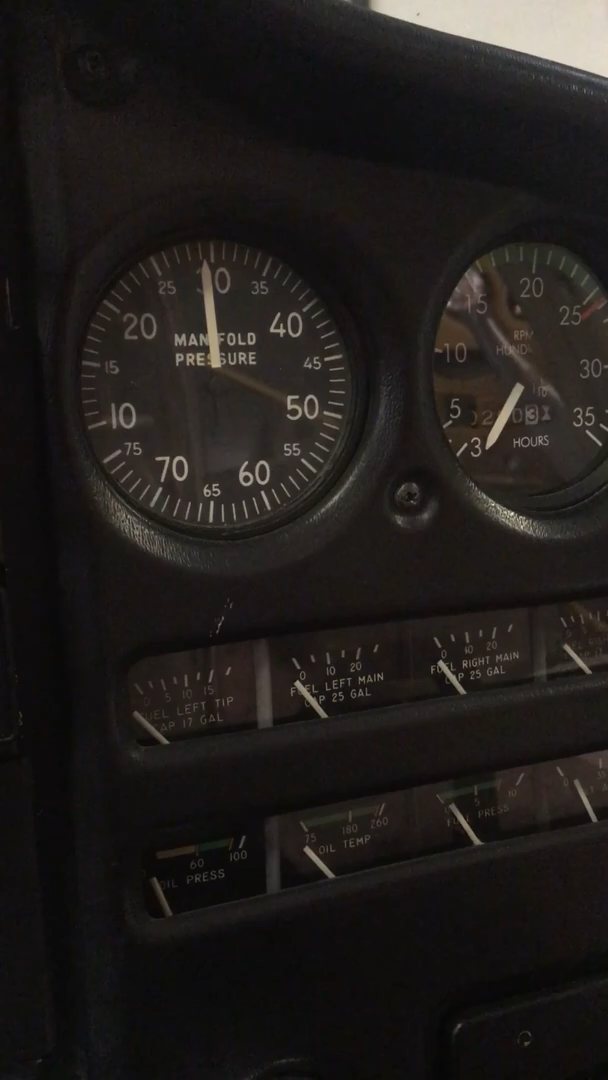 30
25 35
20 40
MANIFOLD
PRESSURE
15 45
10 50
75 55
70 60
65
20
15 25
RPM
HUND
10 30
5 35
3
HOURS
0 5 10 15
FUEL LEFT TIP
CAP 17 GAL
0 10 20
FUEL LEFT MAIN
CAP 25 GAL
0 10 20
FUEL RIGHT MAIN
CAP 25 GAL
60 100
OIL PRESS
75 180 260
OIL TEMP
5
FUEL PRESS